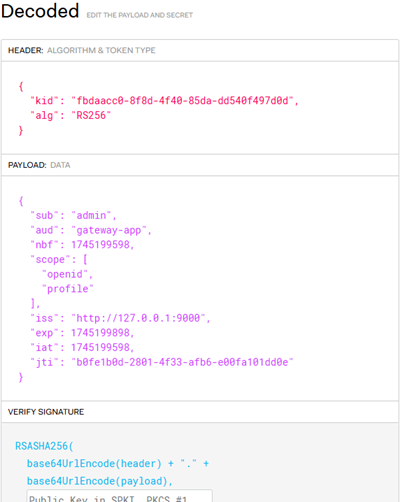 Decoded EDIT THE PAYLOAD AND SECRET
HEADER: ALGORITHM & TOKEN TYPE
{
"kid": "fbdaacc0-8f8d-4f40-85da-dd540f497d0d",
"alg": "RS256"
}
PAYLOAD: DATA
{
"sub": "admin",
"aud": "gateway-app",
"nbf": 1745199598,
"scope": [
"openid",
"profile"
],
"iss": "http://127.0.0.1:9000",
"exp": 1745199898,
"iat": 1745199598,
"jti": "b0fe1b0d-2801-4f33-afb6-e00fa101dd0e"
}
VERIFY SIGNATURE
RSASHA256(
base64UrlEncode(header) + "." +
base64UrlEncode(payload),
Public Key in SPKI, PKCS #1,